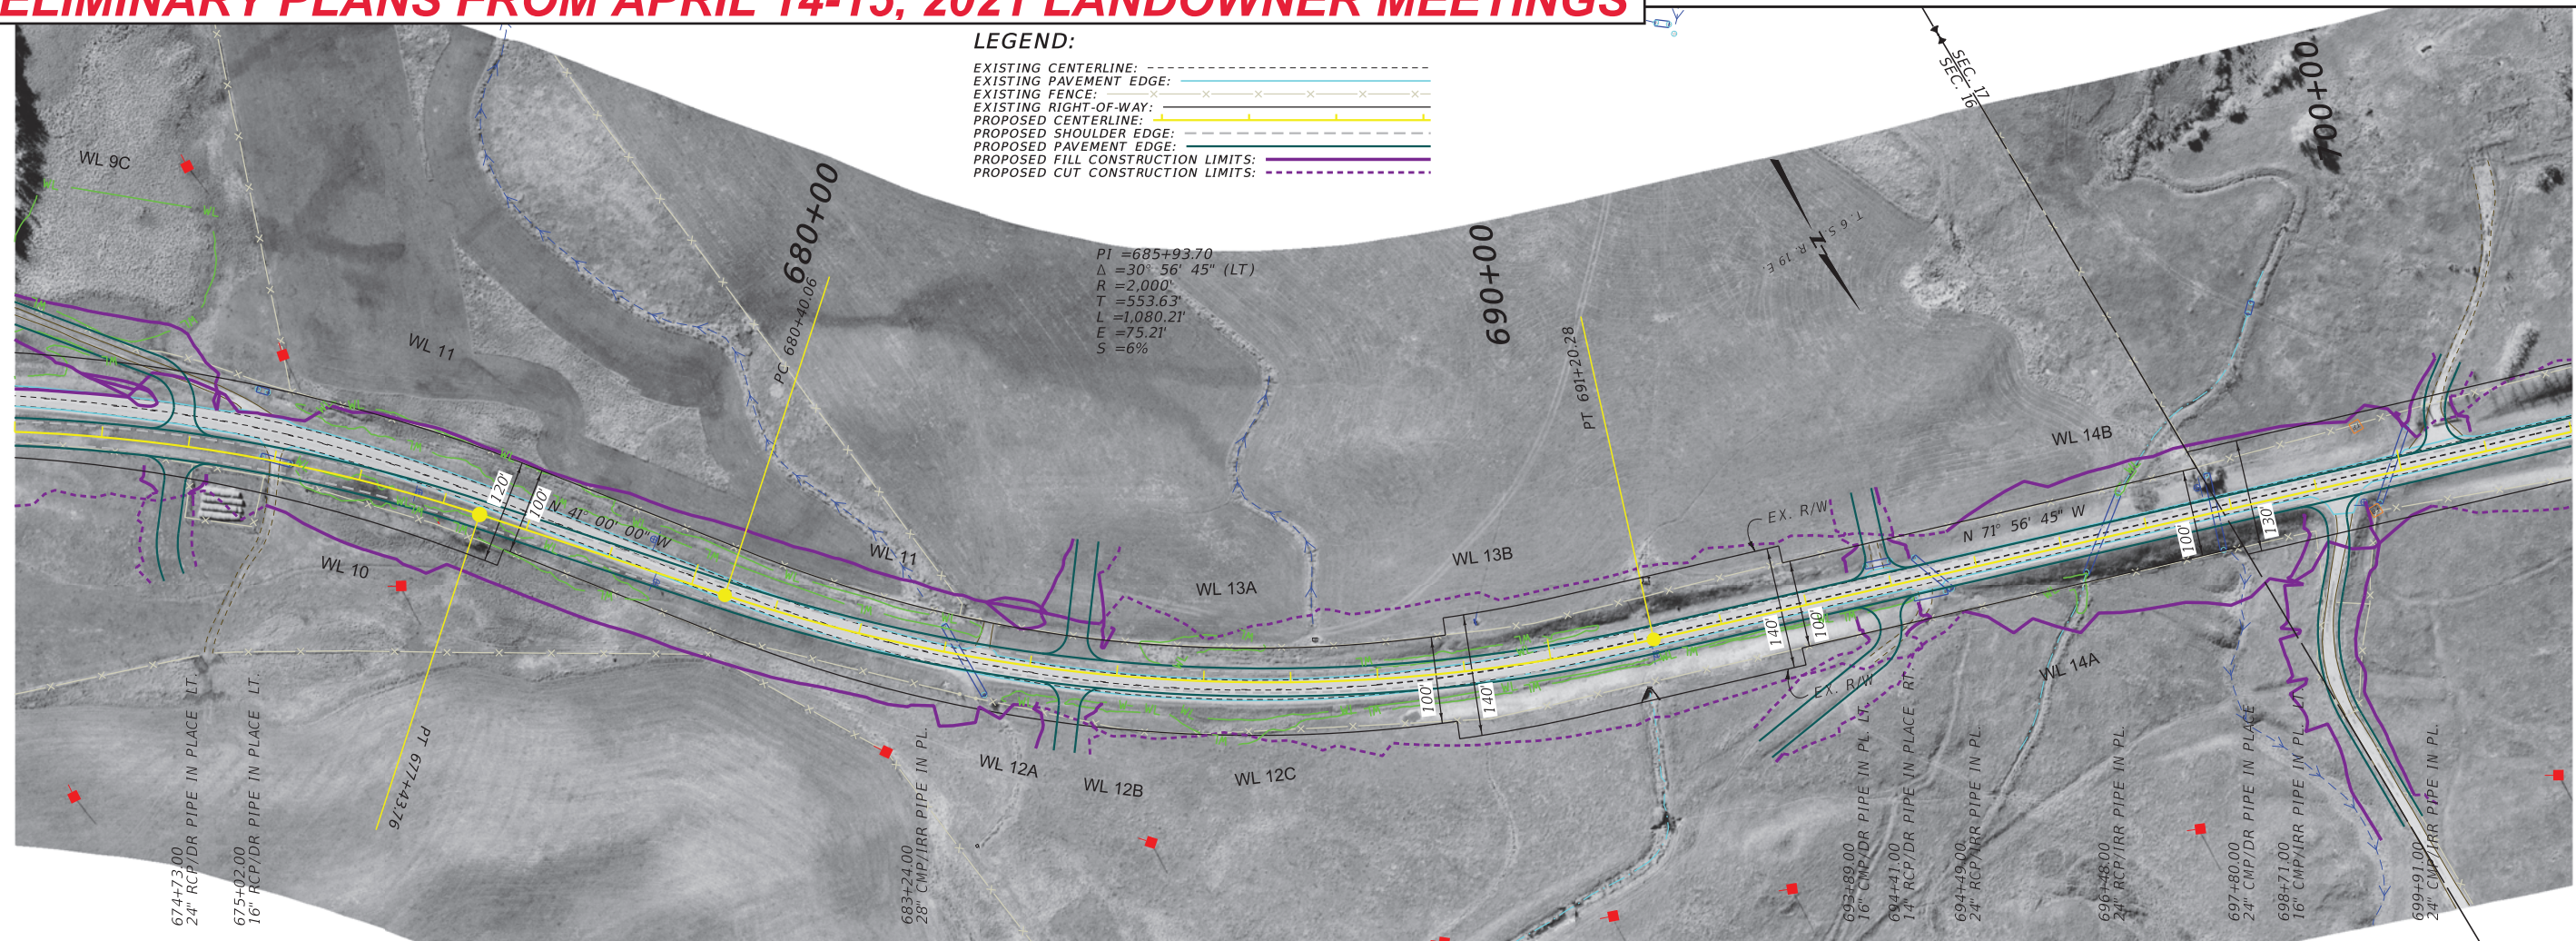 ELIMINARY PLANS FROM APRIL 14-15, 2021 LANDOWNER MEETINGS
LEGEND:
EXISTING CENTERLINE:
EXISTING PAVEMENT EDGE:
EXISTING FENCE:
EXISTING RIGHT-OF-WAY:
PROPOSED CENTERLINE:
PROPOSED SHOULDER EDGE:
PROPOSED PAVEMENT EDGE:
PROPOSED FILL CONSTRUCTION LIMITS:
PROPOSED CUT CONSTRUCTION LIMITS:
SEC. 17
SEC. 16
700+00
WL 9C
680+00
T. 6 S. R. 19 E.
Z
690+00
PI =685+93.70
Δ =30° 56' 45" (LT)
R =2,000'
T =553.63'
L =1,080.21'
E =75.21'
S =6%
PC 680+40.06
PT 691+20.28
WL 11
WL 14B
120'
100'
N 41° 00' 00" W
EX. R/W
N 71° 56' 45" W
100'
130'
WL 11
WL 13B
WL 10
WL 13A
140'
100'
WL 14A
100'
140'
EX. R/W
PT 677+43.76
WL 12A
WL 12B
WL 12C
674+73.00
24" RCP/DR PIPE IN PLACE LT.
675+02.00
16" RCP/DR PIPE IN PLACE LT.
683+24.00
28" CMP/IRR PIPE IN PL.
693+89.00
16" CMP/DR PIPE IN PL. LT.
694+41.00
14" RCP/DR PIPE IN PLACE RT.
694+49.00
24" RCP/IRR PIPE IN PL.
696+48.00
24" RCP/IRR PIPE IN PL.
697+80.00
24" CMP/DR PIPE IN PLACE
698+71.00
16" CMP/IRR PIPE IN PL. LT
699+91.00
24" CMP/IRR PIPE IN PL.